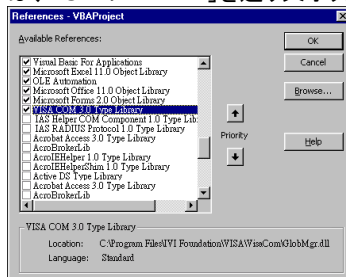 References - VBAProject
Available References:
OK
Cancel
Browse...
Priority
Help
Visual Basic For Applications
Microsoft Excel 11.0 Object Library
OLE Automation
Microsoft Office 11.0 Object Library
Microsoft Forms 2.0 Object Library
VISA COM 3.0 Type Library
IAS Helper COM Component 1.0 Type Lib:
IAS RADIUS Protocol 1.0 Type Library
Acrobat Access 3.0 Type Library
AcroBrokerLib
AcroIEHelper 1.0 Type Library
AcroIEHelperShim 1.0 Type Library
Active DS Type Library
Acrobat Access 3.0 Type Library
AcroBrokerLib
VISA COM 3.0 Type Library
Location: C:\Program Files\IVI Foundation\VISA\VisaCom\GlobMgr.dll
Language: Standard